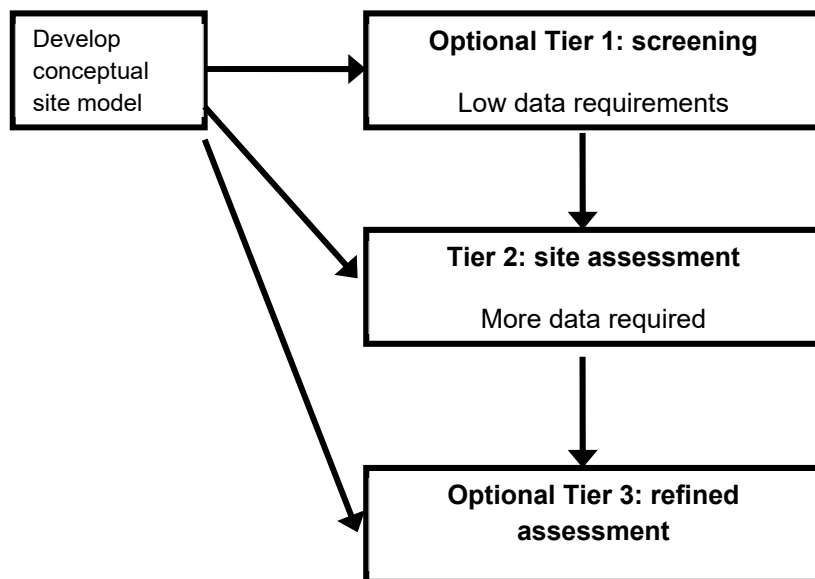 Develop
conceptual
site model
Optional Tier 1: screening
Low data requirements
Tier 2: site assessment
More data required
Optional Tier 3: refined
assessment